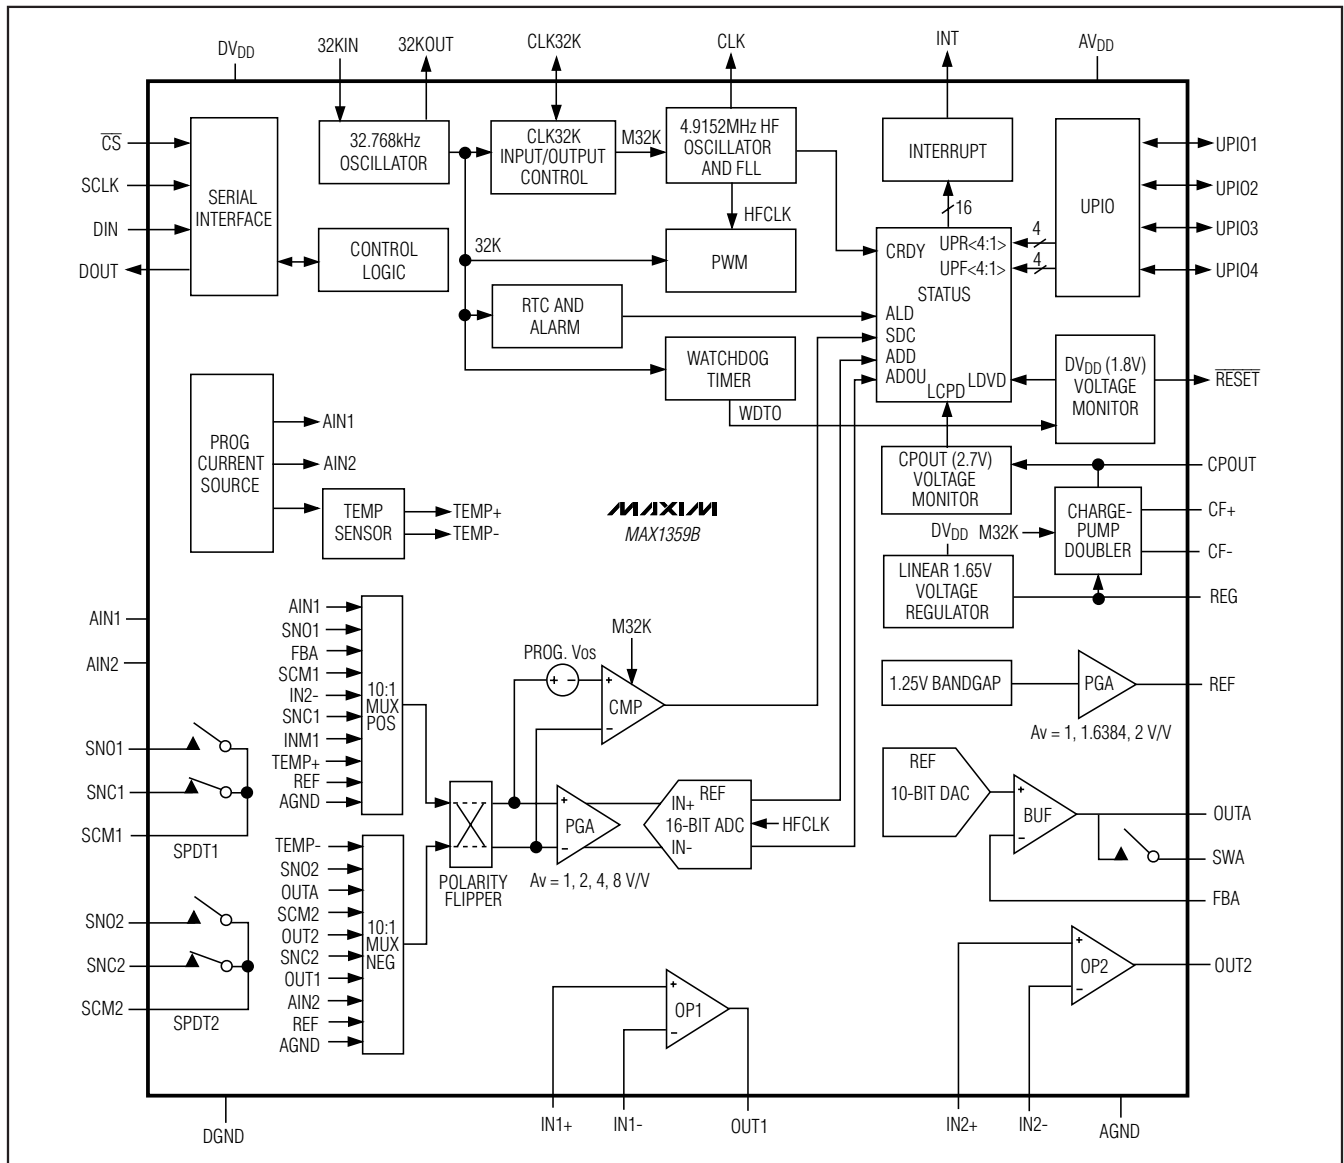 DVDD
32KIN
32KOUT
CLK32K
CLK
INT
AVDD
CS
SCLK
DIN
DOUT
SERIAL
INTERFACE
32.768kHz
OSCILLATOR
CLK32K
INPUT/OUTPUT
CONTROL
M32K
4.9152MHz HF
OSCILLATOR
AND FLL
INTERRUPT
UPIO
UPIO1
UPIO2
UPIO3
UPIO4
CONTROL
LOGIC
32K
HFCLK
PWM
16
4
4
CRDY
UPR<4:1>
UPF<4:1>
STATUS
ALD
SDC
ADD
ADOU
LDVD
LCPD
RTC AND
ALARM
WATCHDOG
TIMER
WDTO
DVDD (1.8V)
VOLTAGE
MONITOR
RESET
PROG
CURRENT
SOURCE
AIN1
AIN2
TEMP
SENSOR
TEMP+
TEMP-
MAXIM
MAX1359B
CPOUT (2.7V)
VOLTAGE
MONITOR
CPOUT
CHARGE-
PUMP
DOUBLER
CF+
CF-
DVDD
M32K
LINEAR 1.65V
VOLTAGE
REGULATOR
REG
AIN1
AIN2
AIN1
SNO1
FBA
SCM1
IN2-
SNC1
INM1
TEMP+
REF
AGND
10:1
MUX
POS
M32K
PROG. VOS
+ -
+
-
CMP
1.25V BANDGAP
PGA
REF
Av = 1, 1.6384, 2 V/V
SNO1
SNC1
SCM1
SPDT1
POLARITY
FLIPPER
+
-
PGA
Av = 1, 2, 4, 8 V/V
IN+
IN-
REF
16-BIT ADC
HFCLK
REF
10-BIT DAC
+
-
BUF
OUTA
SWA
FBA
TEMP-
SNO2
OUTA
SCM2
OUT2
SNC2
OUT1
AIN2
REF
AGND
10:1
MUX
NEG
SNO2
SNC2
SCM2
SPDT2
+
-
OP1
+
-
OP2
OUT2
DGND
IN1+
IN1-
OUT1
IN2+
IN2-
AGND